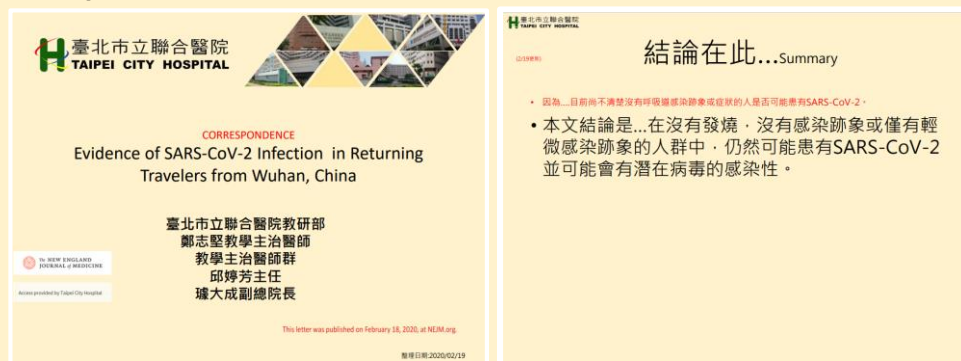 臺北市立聯合醫院
TAIPEI CITY HOSPITAL
CORRESPONDENCE
Evidence of SARS-CoV-2 Infection in Returning
Travelers from Wuhan, China
臺北市立聯合醫院教研部
鄭志堅教學主治醫師
教學主治醫師群
邱婷芳主任
璩大成副總院長
The NEW ENGLAND
JOURNAL of MEDICINE
Access provided by Taipei City Hospital
This letter was published on February 18, 2020, at NEJM.org.
整理日期:2020/02/19
臺北市立聯合醫院
TAIPEI CITY HOSPITAL
(2/19更新)
結論在此...Summary
• 因為....目前尚不清楚沒有呼吸道感染跡象或症狀的人是否可能患有SARS-CoV-2。
• 本文結論是...在沒有發燒，沒有感染跡象或僅有輕
微感染跡象的人群中，仍然可能患有SARS-CoV-2
並可能會有潛在病毒的感染性。